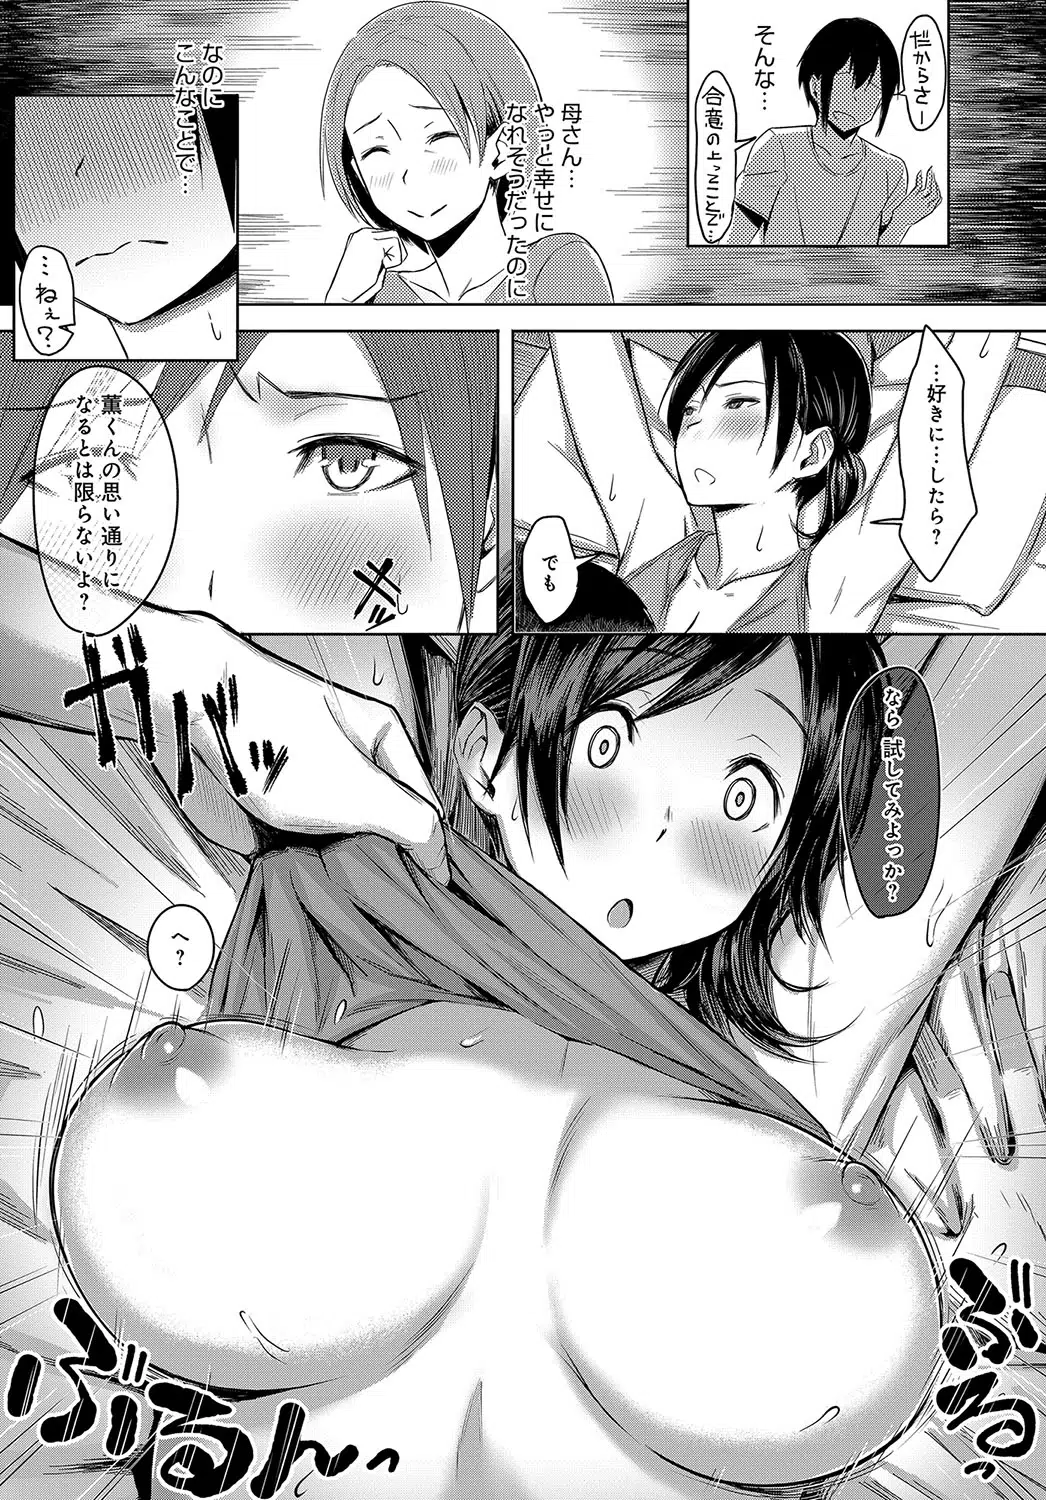 だからさー
合意の上ってことで…
そんな…
母さん…
やっと幸せに
なれそうだったのに
なのに
こんなことで…
…ねぇ？
…好きに…したら？
でも
薫くんの思い通りに
なるとは限らないよ？
なら 試してみよっか？
ガバッ
へ？
ぶるっ
ぶるんっ